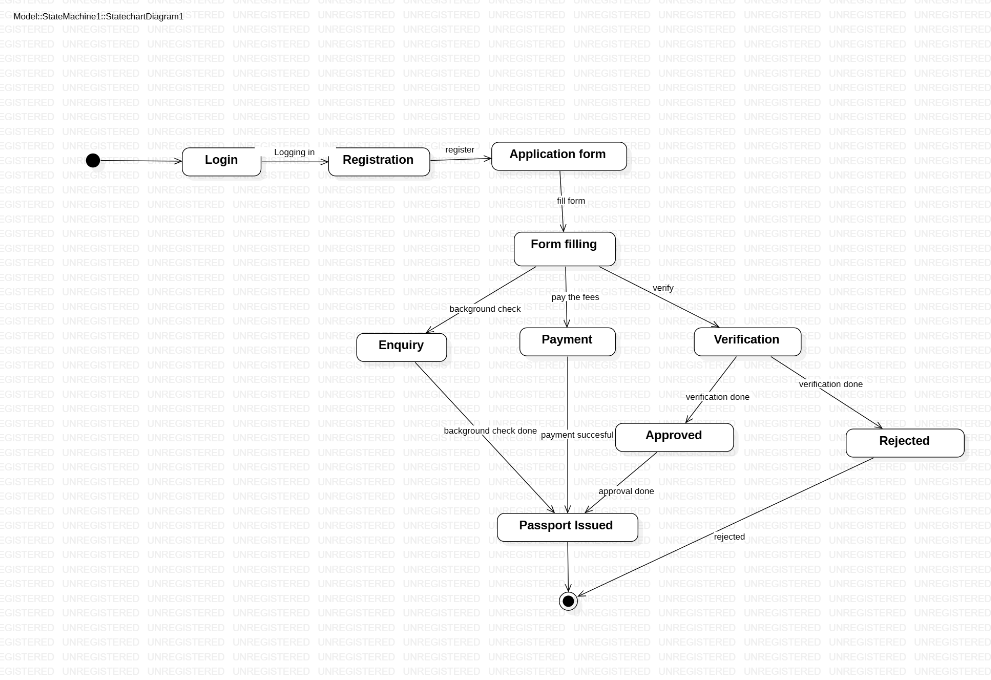 Model::StateMachine1::StatechartDiagram1
Login
Logging in
Registration
register
Application form
fill form
Form filling
background check
pay the fees
verify
Enquiry
Payment
Verification
verification done
verification done
background check done
payment succesful
Approved
Rejected
approval done
Passport Issued
rejected
UNREGISTERED